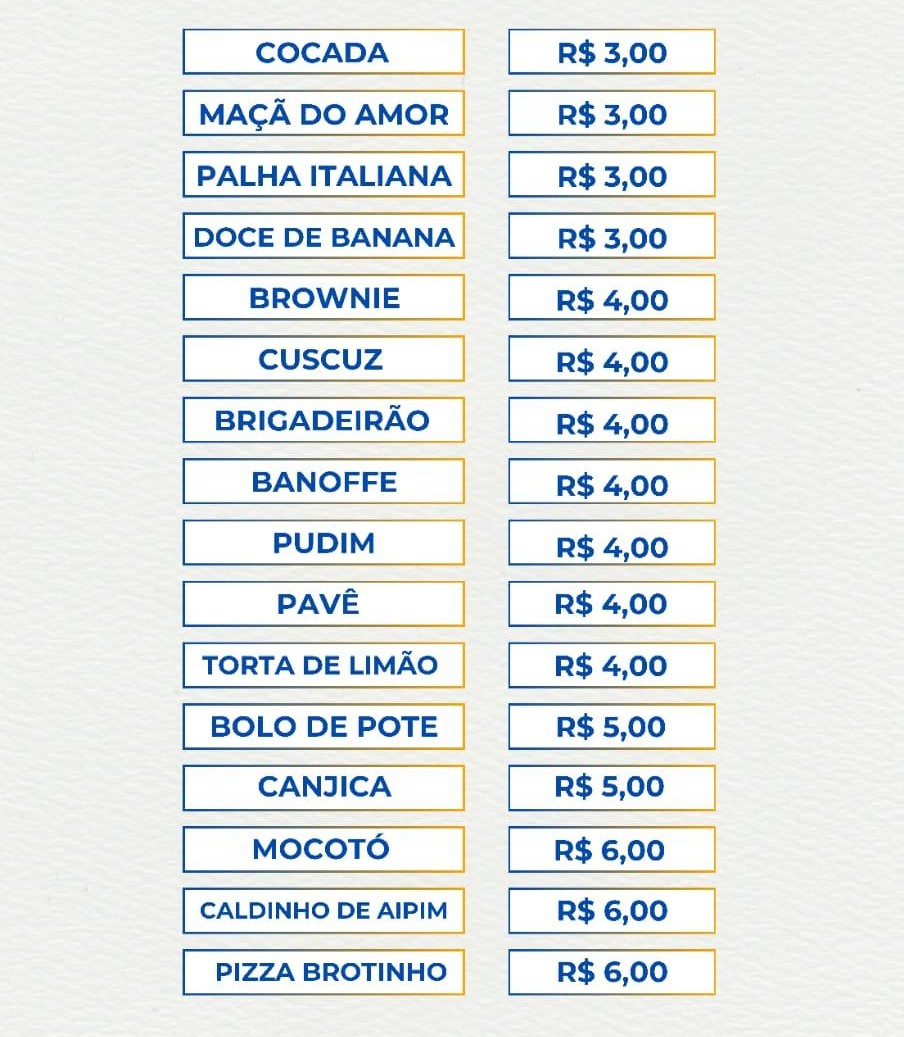 COCADA R$ 3,00
MAÇÃ DO AMOR R$ 3,00
PALHA ITALIANA R$ 3,00
DOCE DE BANANA R$ 3,00
BROWNIE R$ 4,00
CUSCUZ R$ 4,00
BRIGADEIRÃO R$ 4,00
BANOFFE R$ 4,00
PUDIM R$ 4,00
PAVÊ R$ 4,00
TORTA DE LIMÃO R$ 4,00
BOLO DE POTE R$ 5,00
CANJICA R$ 5,00
MOCOTÓ R$ 6,00
CALDINHO DE AIPIM R$ 6,00
PIZZA BROTINHO R$ 6,00